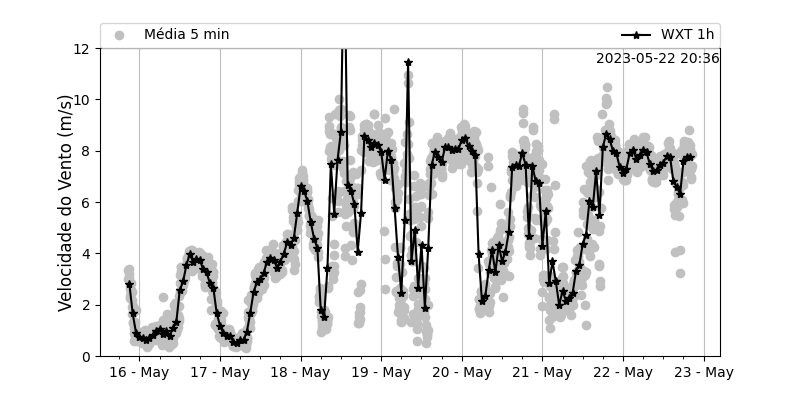 Média 5 min
WXT 1h
2023-05-22 20:36
Velocidade do Vento (m/s)
12
10
8
6
4
2
0
16 - May
17 - May
18 - May
19 - May
20 - May
21 - May
22 - May
23 - May